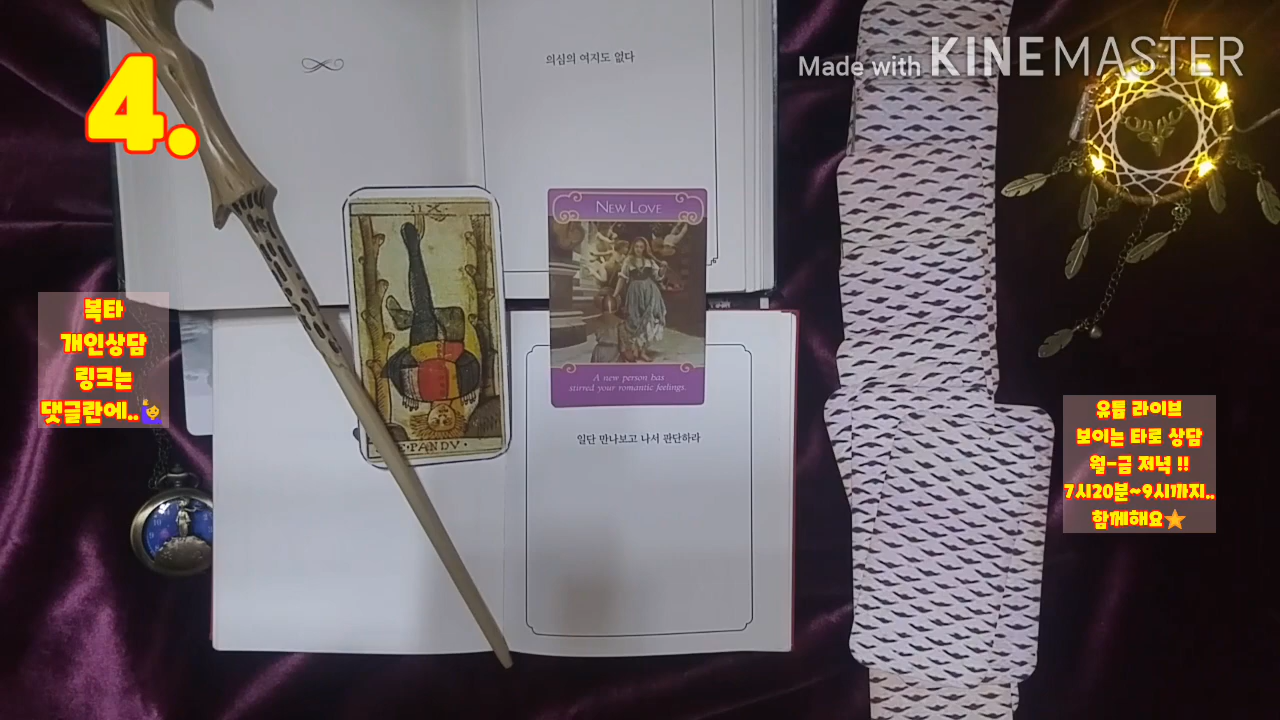 4.
의심의 여지도 없다
Made with KINEMASTER
XII
NEW LOVE
A new person has
stirred your romantic feelings.
LE·PANDV·
일단 만나보고 나서 판단하라
복타
개인상담
링크는
댓글란에..🙋‍♀️
유튭 라이브
보이는 타로 상담
월-금 저녁 !!
7시20분~9시까지..
함께해요⭐